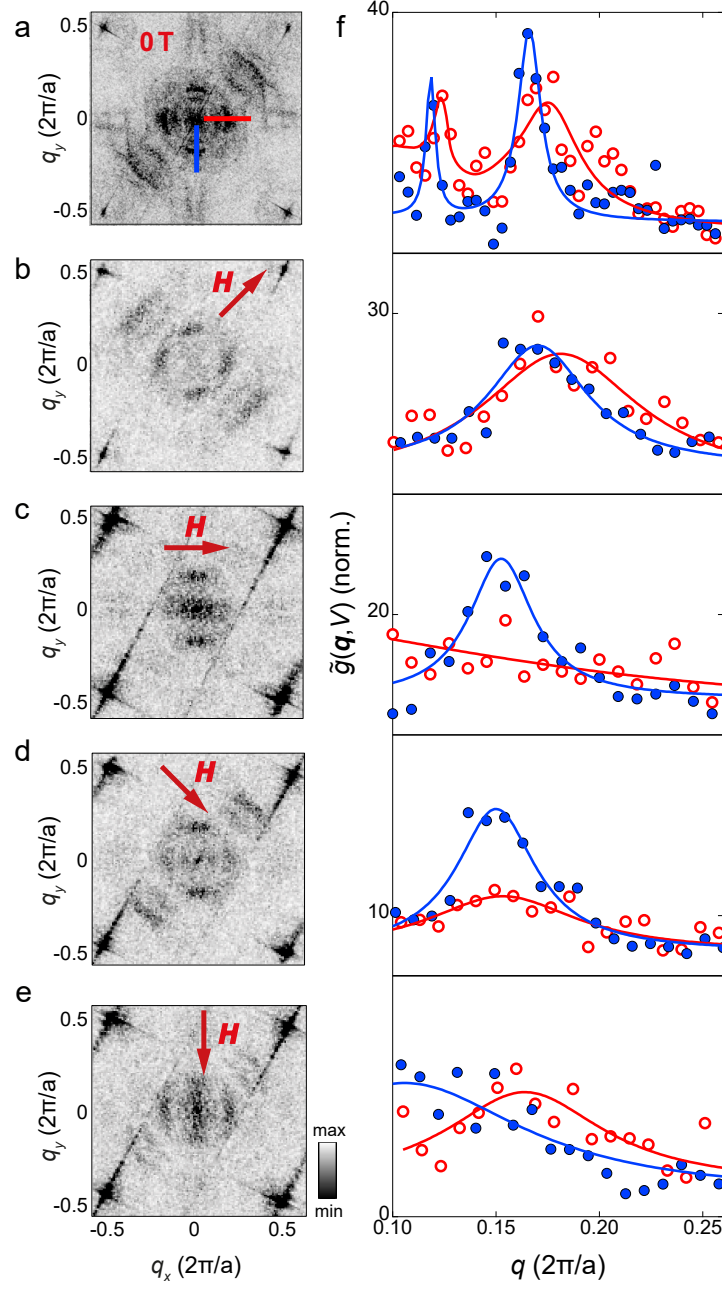 a
0 T
0.5
0
-0.5
q_y (2π/a)
b
H
0.5
0
-0.5
q_y (2π/a)
c
H
0.5
0
-0.5
q_y (2π/a)
d
H
0.5
0
-0.5
q_y (2π/a)
e
H
0.5
0
-0.5
q_y (2π/a)
max
min
-0.5 0 0.5
q_x (2π/a)
f
40
30
20
10
0
g̃(q,V) (norm.)
0.10 0.15 0.20 0.25
q (2π/a)